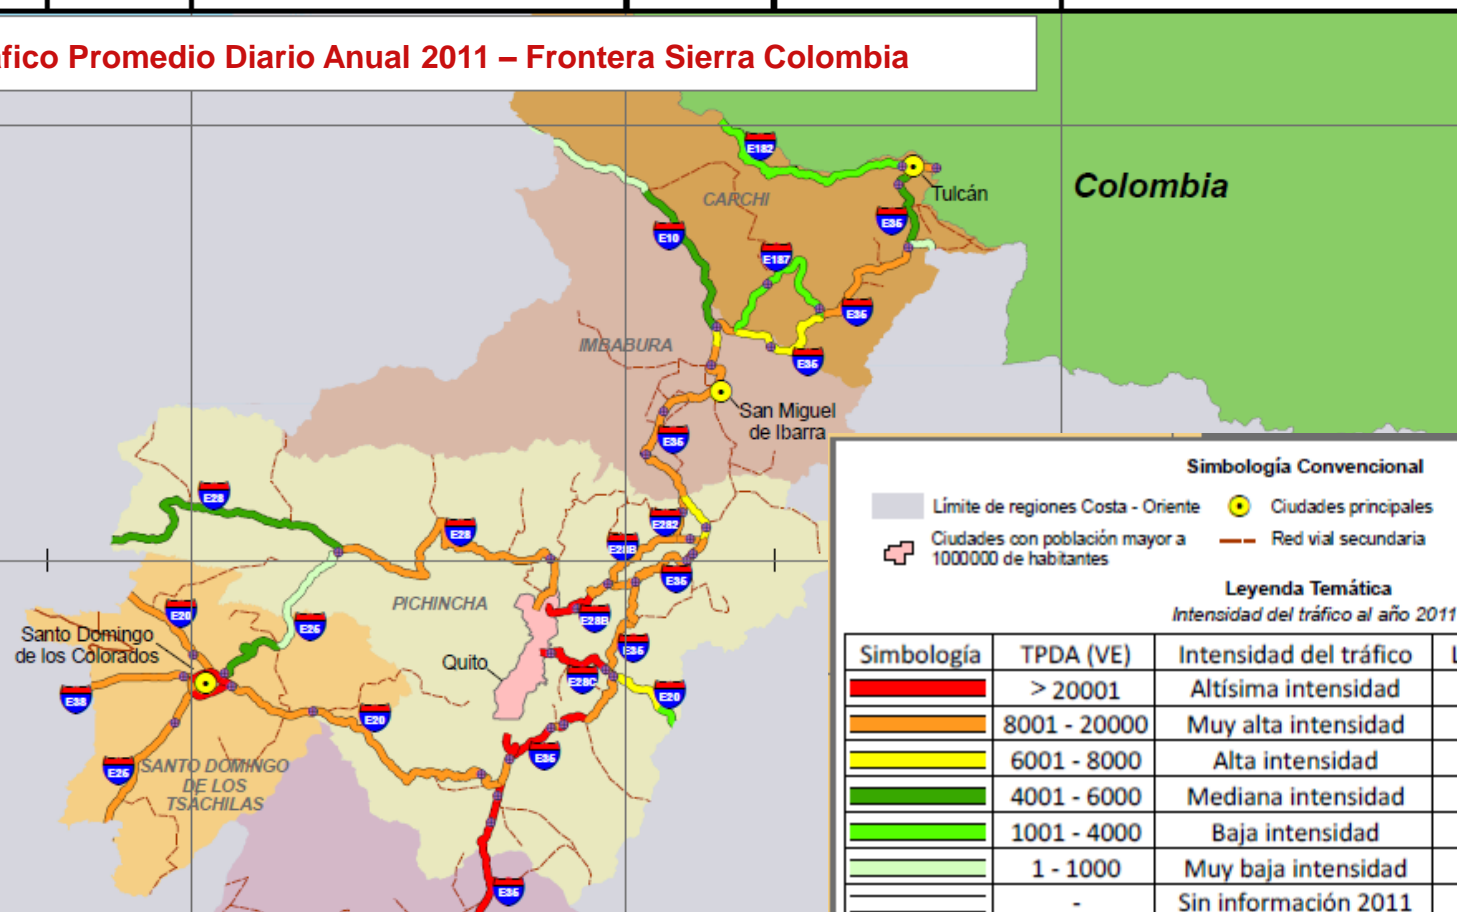 áfico Promedio Diario Anual 2011 – Frontera Sierra Colombia
E182
Tulcán
Colombia
CARCHI
E35
E10
E187
E35
IMBABURA
E35
San Miguel
de Ibarra
E35
E28
E282
E28
E28B
E35
PICHINCHA
E20
E28B
E25
Santo Domingo
de los Colorados
E35
Quito
E28C
E38
E20
E20
E35
E25
SANTO DOMINGO
DE LOS
TSACHILAS
E35
Simbología Convencional
Límite de regiones Costa - Oriente
Ciudades principales
Ciudades con población mayor a
1000000 de habitantes
Red vial secundaria
Leyenda Temática
Intensidad del tráfico al año 2011
Simbología TPDA (VE) Intensidad del tráfico
> 20001 Altísima intensidad
8001 - 20000 Muy alta intensidad
6001 - 8000 Alta intensidad
4001 - 6000 Mediana intensidad
1001 - 4000 Baja intensidad
1 - 1000 Muy baja intensidad
- Sin información 2011